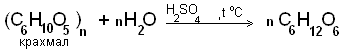 (C₆H₁₀O₅)ₙ + nH₂O H₂SO₄ , t °C → n C₆H₁₂O₆
крахмал